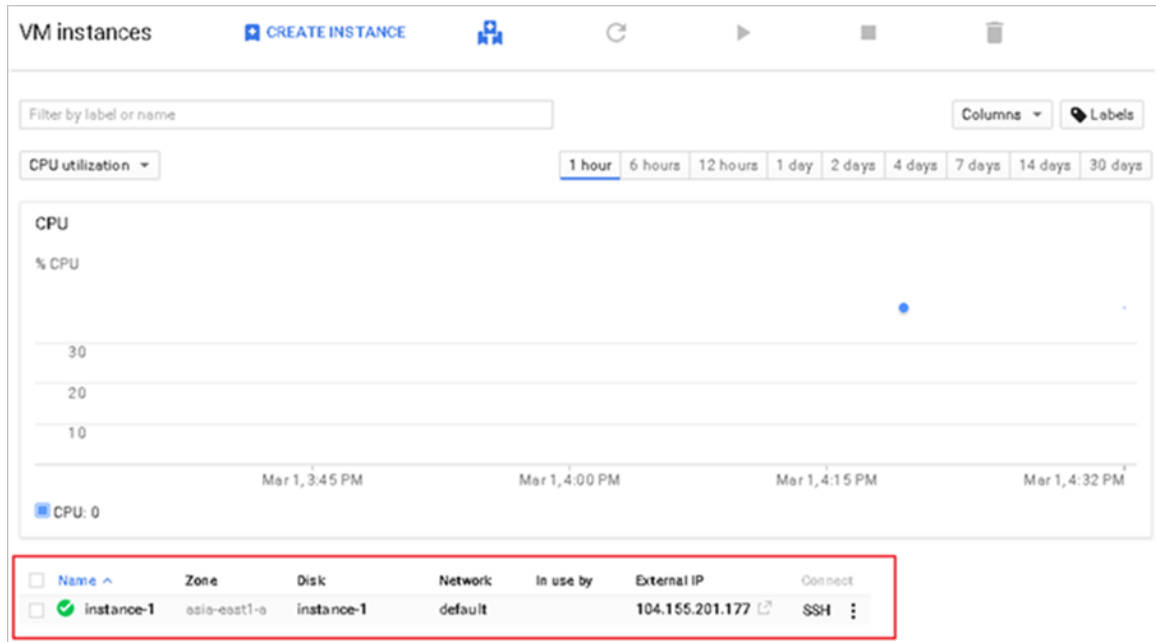 VM instances CREATE INSTANCE
Filter by label or name Columns Labels
CPU utilization 1 hour 6 hours 12 hours 1 day 2 days 4 days 7 days 14 days 30 days
CPU
% CPU
30
20
10
Mar 1, 3:45 PM Mar 1, 4:00 PM Mar 1, 4:15 PM Mar 1, 4:32 PM
CPU: 0
Name Zone Disk Network In use by External IP Connect
instance-1 asia-east1-a instance-1 default 104.155.201.177 SSH